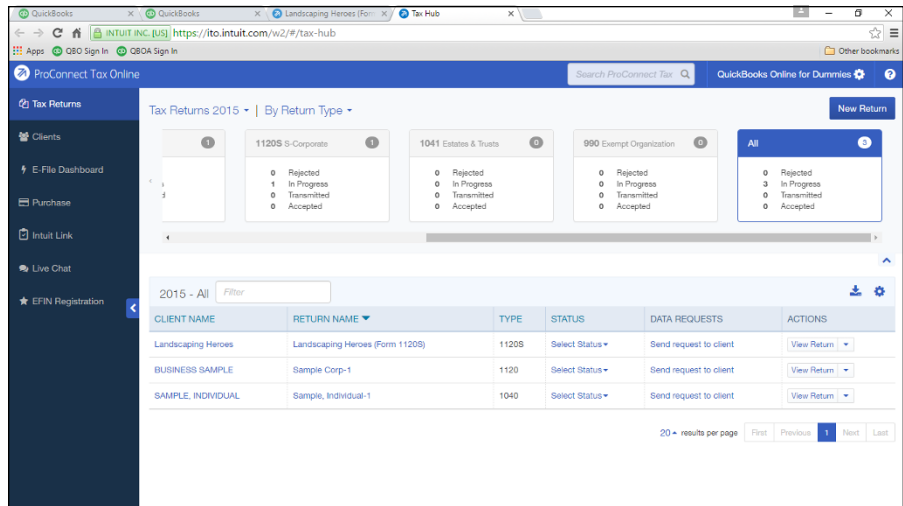 QuickBooks QuickBooks Landscaping Heroes (Form Tax Hub
INTUIT INC. [US] https://ito.intuit.com/w2/#/tax-hub
Apps QBO Sign In QBOA Sign In Other bookmarks
ProConnect Tax Online Search ProConnect Tax QuickBooks Online for Dummies ?
Tax Returns
Clients
E-File Dashboard
Purchase
Intuit Link
Live Chat
EFIN Registration
Tax Returns 2015 | By Return Type New Return
1 1120S S-Corporate 1 1041 Estates & Trusts 0 990 Exempt Organization 0 All 3
0 Rejected 0 Rejected 0 Rejected 0 Rejected
1 In Progress 0 In Progress 0 In Progress 3 In Progress
0 Transmitted 0 Transmitted 0 Transmitted 0 Transmitted
0 Accepted 0 Accepted 0 Accepted 0 Accepted
2015 - All Filter
CLIENT NAME RETURN NAME TYPE STATUS DATA REQUESTS ACTIONS
Landscaping Heroes Landscaping Heroes (Form 1120S) 1120S Select Status Send request to client View Return
BUSINESS SAMPLE Sample Corp-1 1120 Select Status Send request to client View Return
SAMPLE, INDIVIDUAL Sample, Individual-1 1040 Select Status Send request to client View Return
20 results per page First Previous 1 Next Last